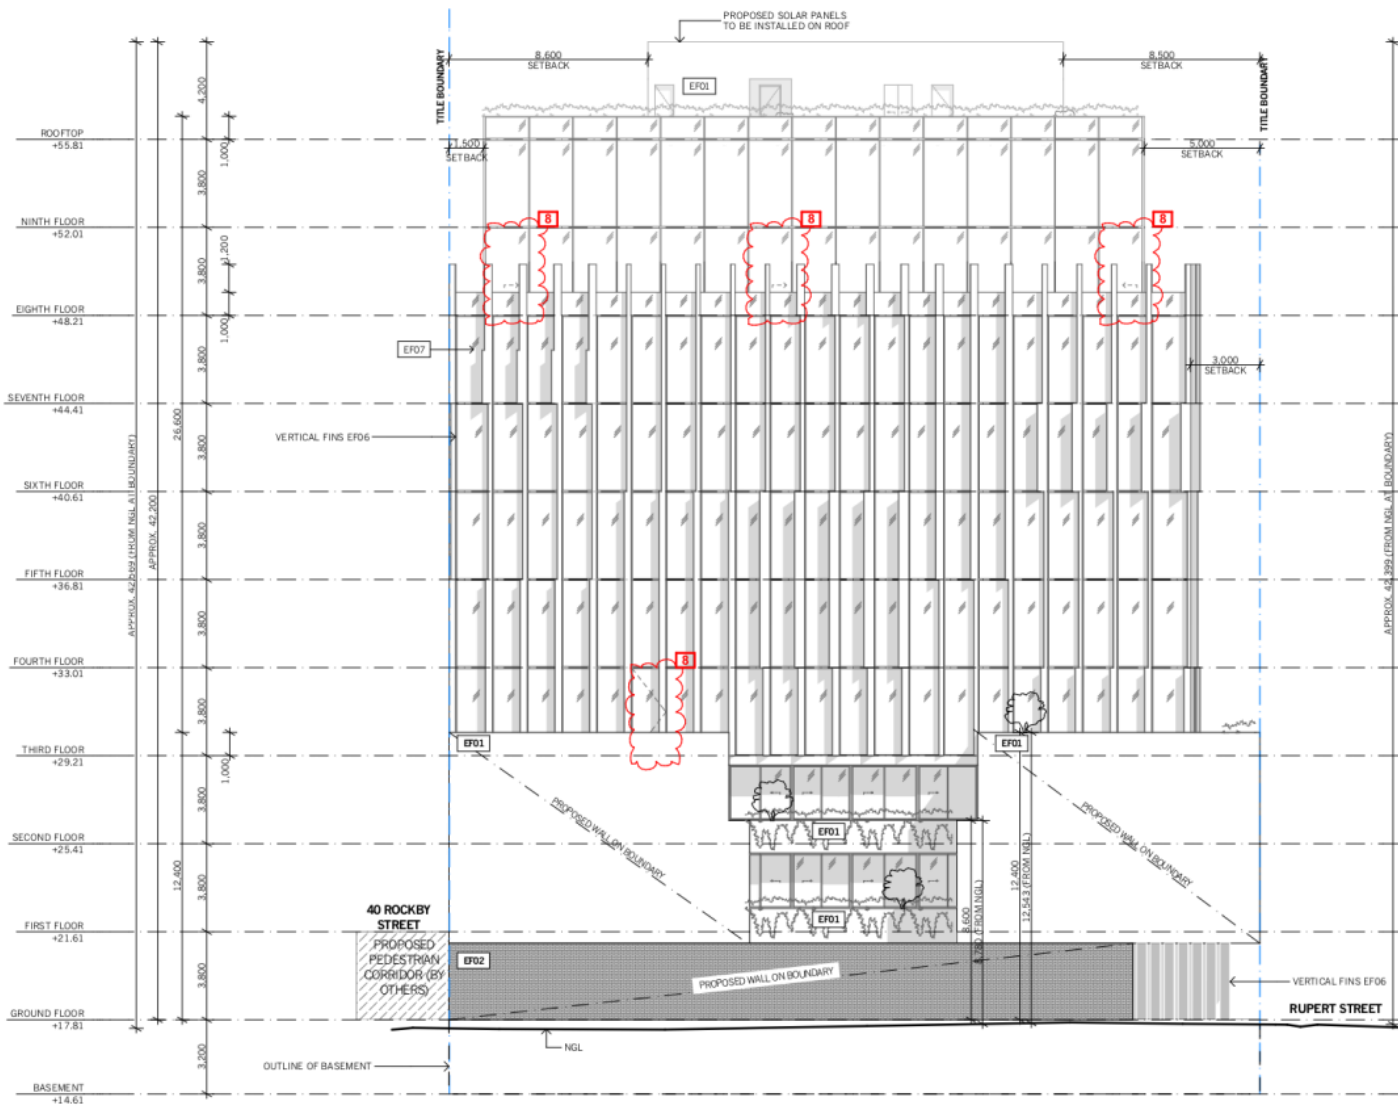 PROPOSED SOLAR PANELS
TO BE INSTALLED ON ROOF
TITLE BOUNDARY
8,600
SETBACK
8,500
SETBACK
TITLE BOUNDARY
EF01
4,200
ROOFTOP
+55.81
1,000
1,500
SETBACK
5,000
SETBACK
3,800
NINTH FLOOR
+52.01
8
8
8
1,200
3,800
EIGHTH FLOOR
+48.21
1,000
EF07
3,800
3,000
SETBACK
SEVENTH FLOOR
+44.41
26,600
VERTICAL FINS EF06
3,800
SIXTH FLOOR
+40.61
APPROX. 42,569 (FROM NGL AT BOUNDARY)
APPROX. 42,200
APPROX. 42,399 (FROM NGL AT BOUNDARY)
3,800
FIFTH FLOOR
+36.81
3,800
FOURTH FLOOR
+33.01
8
3,800
EF01
EF01
THIRD FLOOR
+29.21
1,000
3,800
PROPOSED WALL ON BOUNDARY
PROPOSED WALL ON BOUNDARY
SECOND FLOOR
+25.41
EF01
12,400
3,800
12,400
12,543 (FROM NGL)
8,600
8,780 (FROM NGL)
40 ROCKBY
STREET
EF01
FIRST FLOOR
+21.61
PROPOSED
PEDESTRIAN
CORRIDOR (BY
OTHERS)
EF02
PROPOSED WALL ON BOUNDARY
3,800
VERTICAL FINS EF06
GROUND FLOOR
+17.81
RUPERT STREET
NGL
3,200
OUTLINE OF BASEMENT
BASEMENT
+14.61